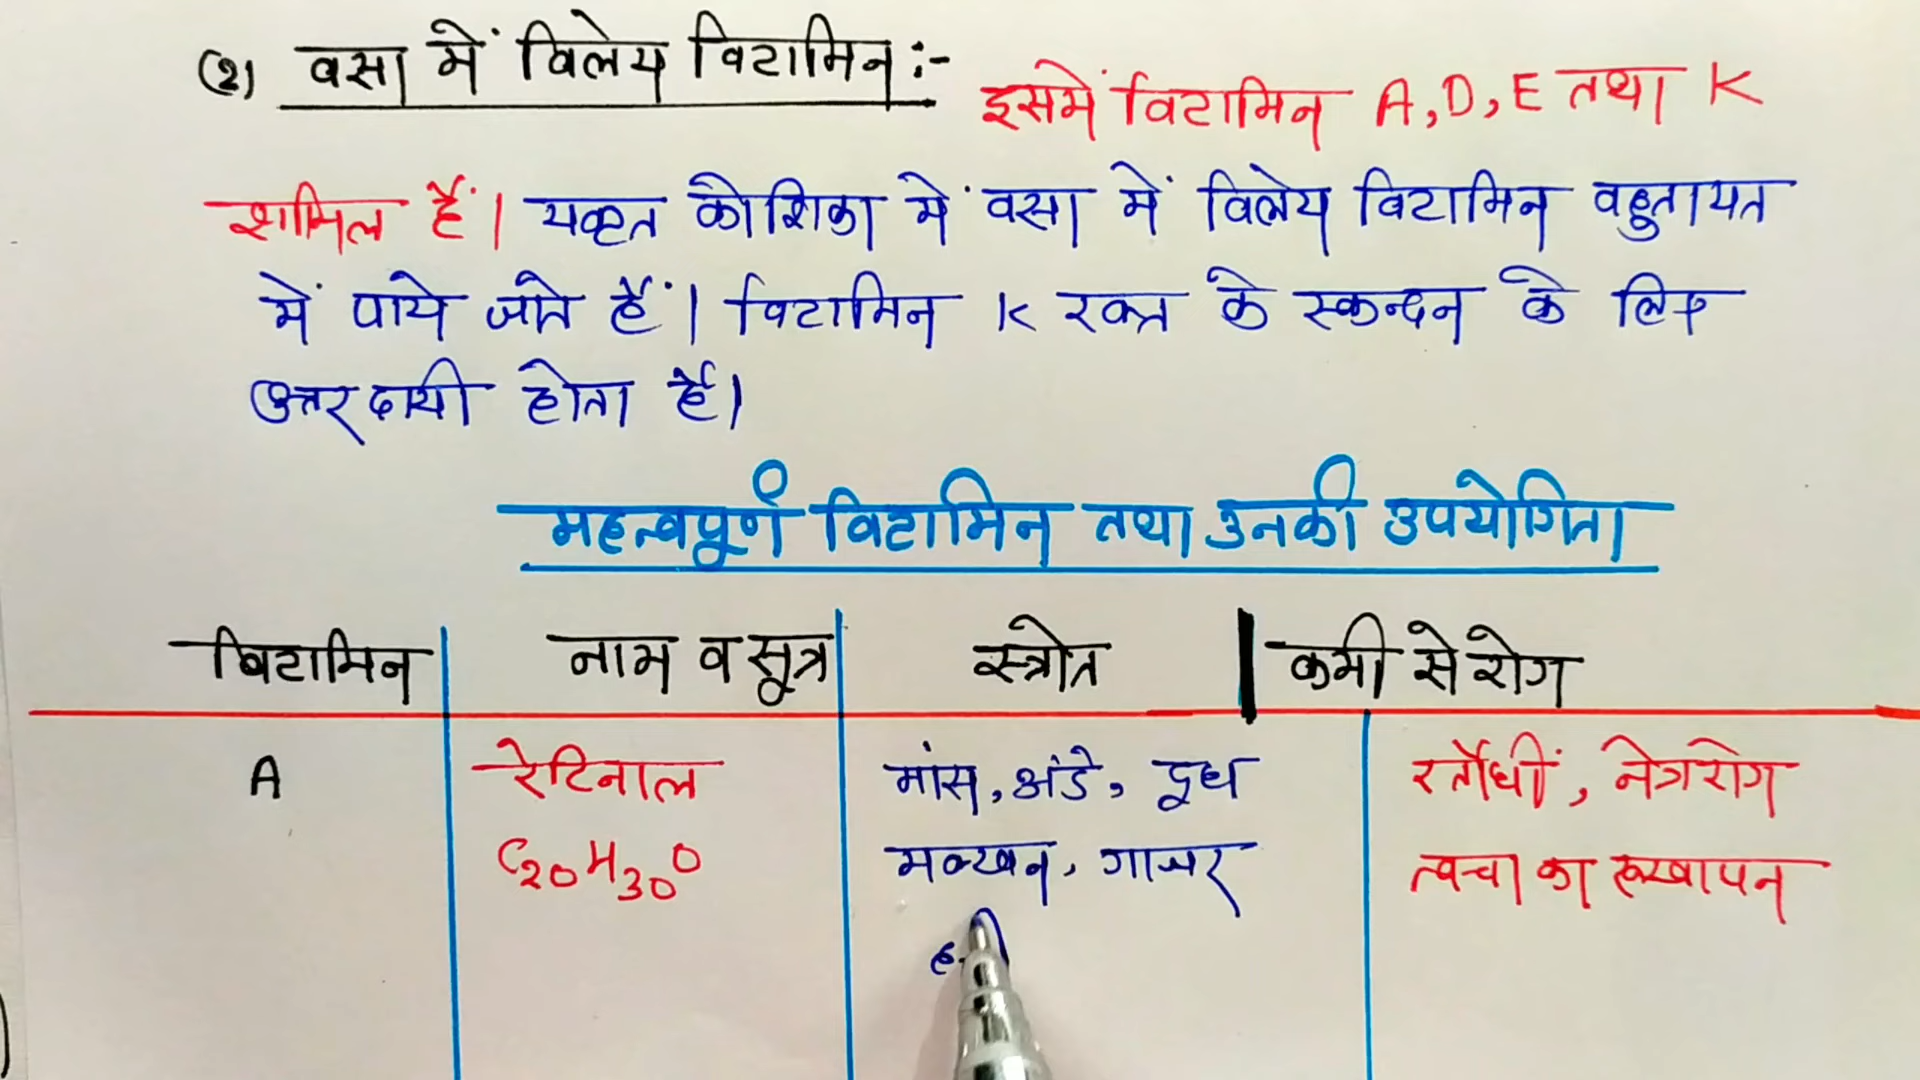 (2) वसा में विलेय विटामिन :- इसमें विटामिन A, D, E तथा K
शामिल हैं। यकृत कोशिका में वसा में विलेय विटामिन बहुतायत
में पाये जाते हैं। विटामिन K रक्त के स्कन्दन के लिए
उत्तरदायी होता है।
महत्वपूर्ण विटामिन तथा उनकी उपयोगिता
विटामिन नाम व सूत्र स्त्रोत कमी से रोग
A रेटिनाल मांस, अंडे, दूध रतौंधीं, नेत्ररोग
C20H30O मक्खन, गाजर त्वचा का रूखापन